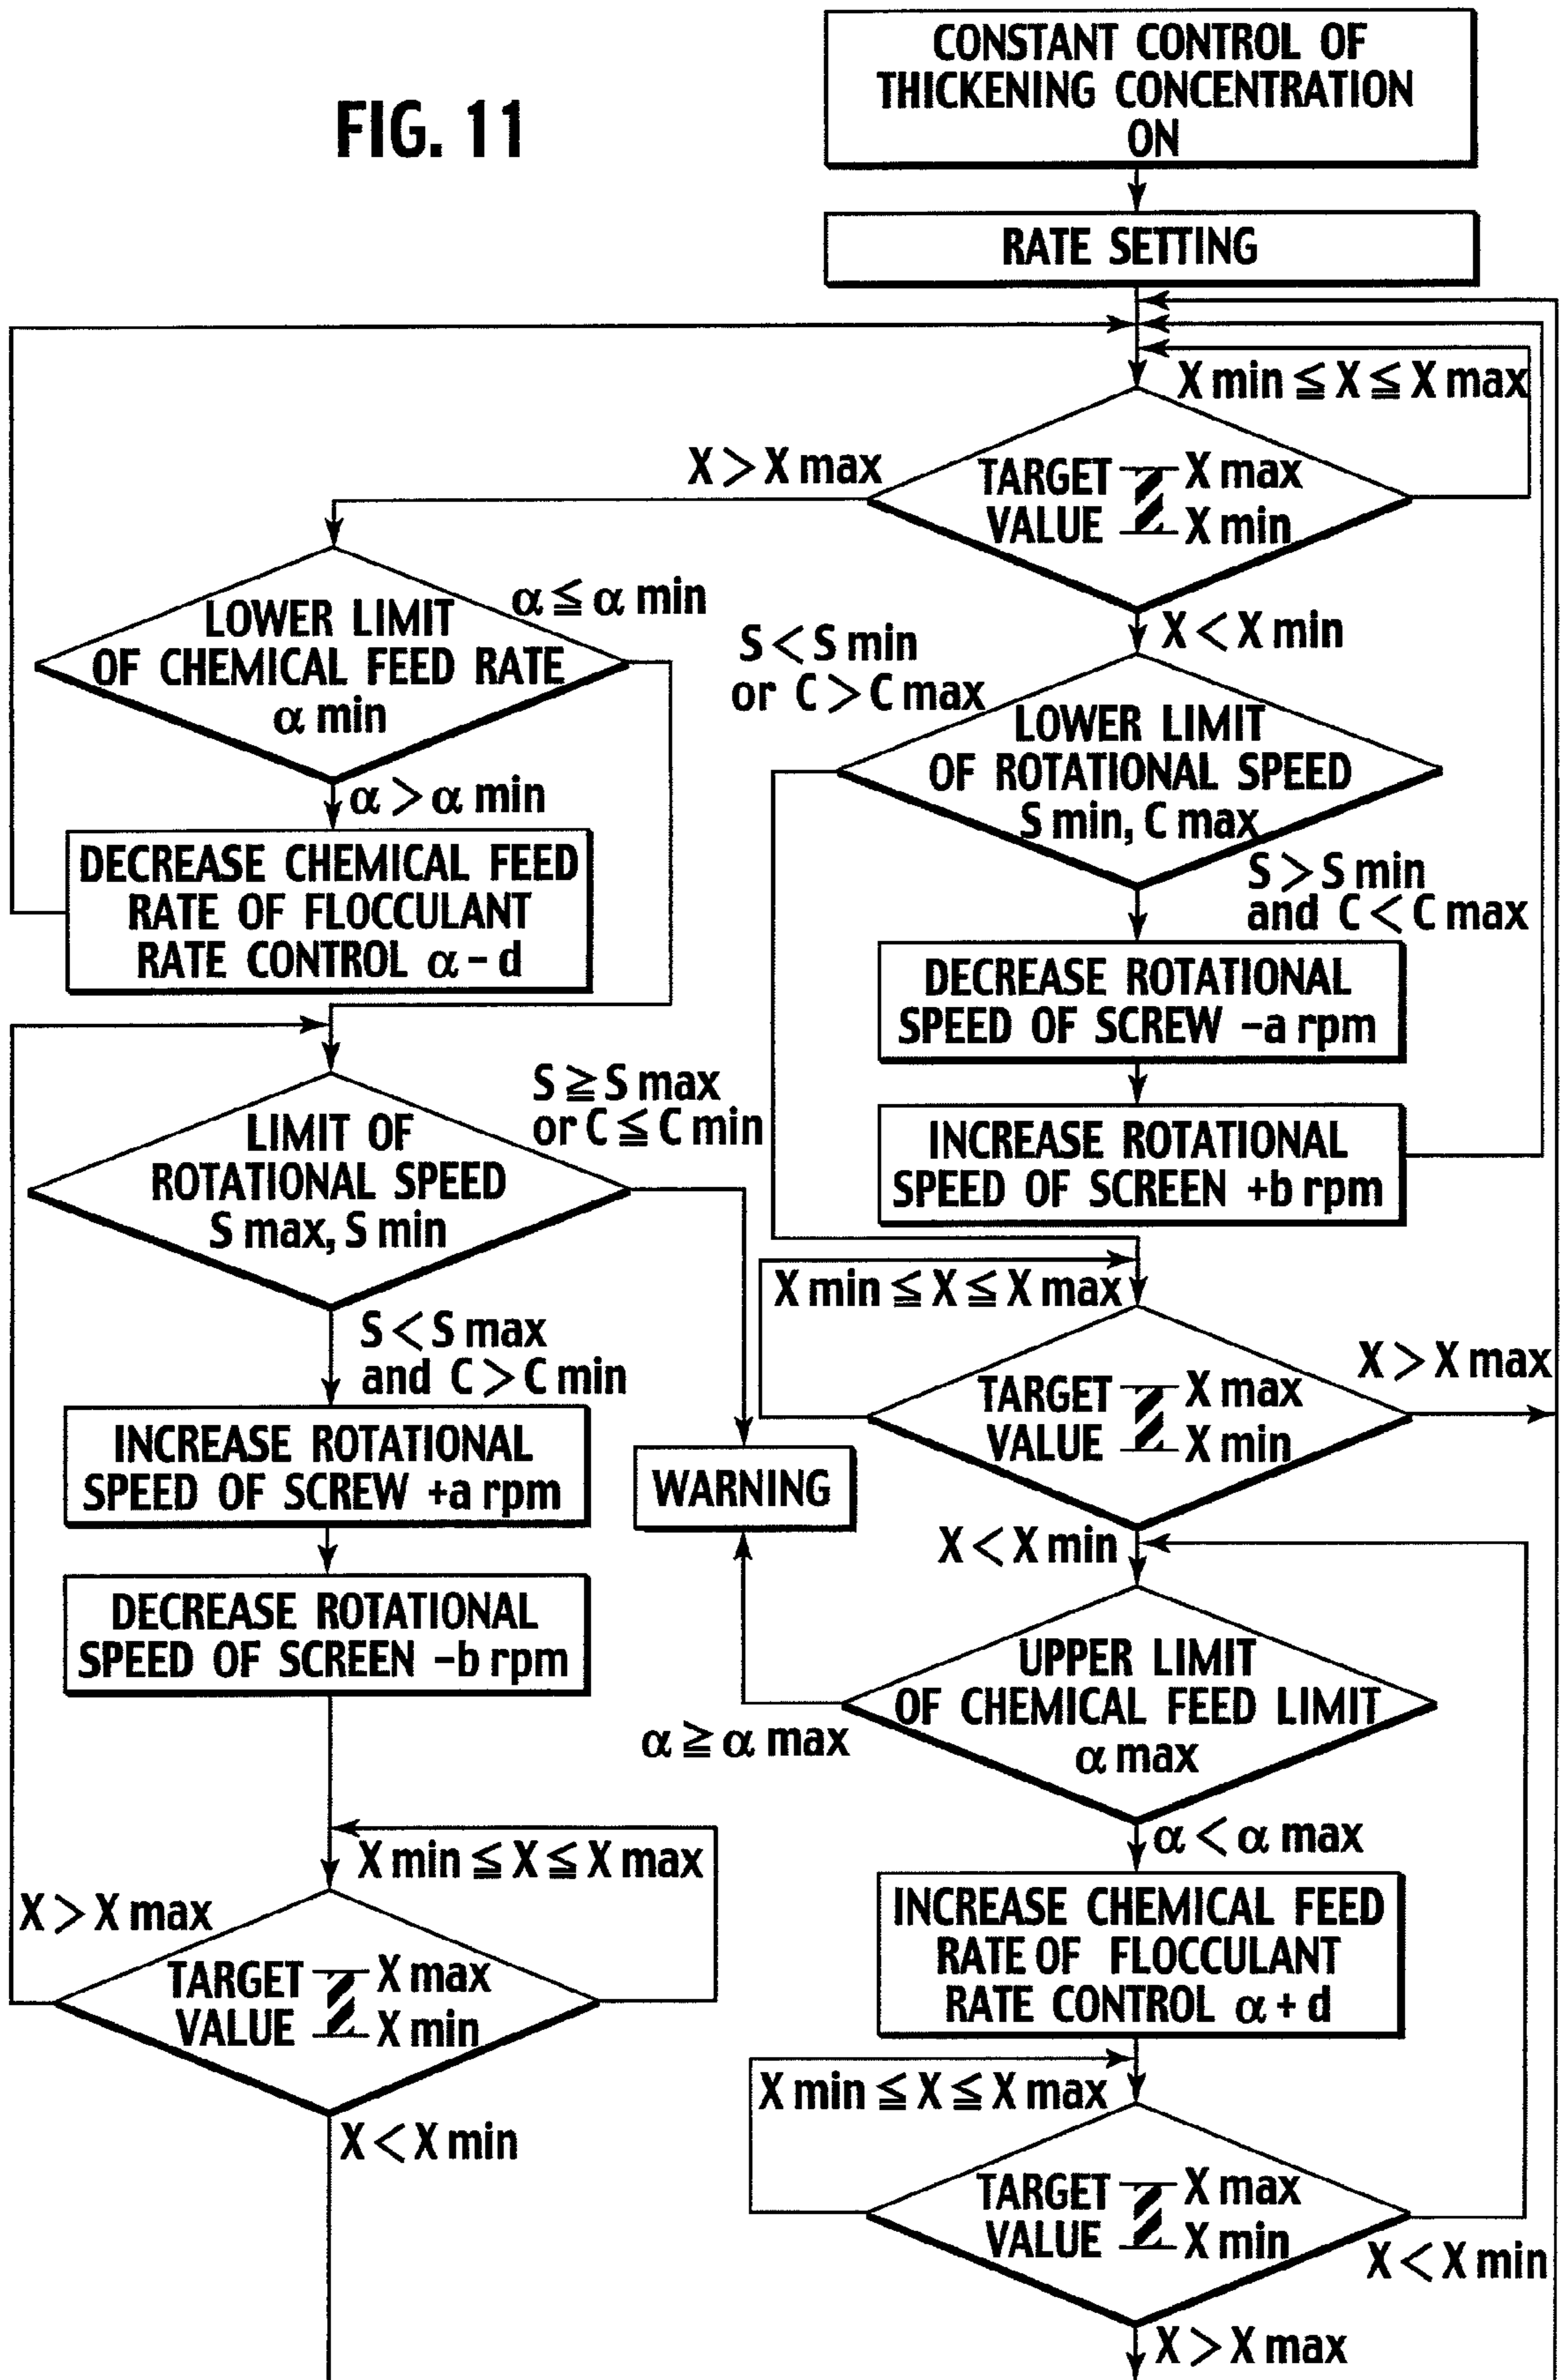 FIG. 11
CONSTANT CONTROL OF
THICKENING CONCENTRATION
ON
RATE SETTING
X min ≦ X ≦ X max
X > X max
TARGET
VALUE
X max
X min
α ≦ α min
LOWER LIMIT
OF CHEMICAL FEED RATE
α min
X < X min
S < S min
or C > C max
LOWER LIMIT
OF ROTATIONAL SPEED
S min, C max
α > α min
DECREASE CHEMICAL FEED
RATE OF FLOCCULANT
RATE CONTROL α – d
S > S min
and C < C max
DECREASE ROTATIONAL
SPEED OF SCREW –a rpm
INCREASE ROTATIONAL
SPEED OF SCREEN +b rpm
S ≧ S max
or C ≦ C min
LIMIT OF
ROTATIONAL SPEED
S max, S min
S < S max
and C > C min
INCREASE ROTATIONAL
SPEED OF SCREW +a rpm
DECREASE ROTATIONAL
SPEED OF SCREEN –b rpm
WARNING
X min ≦ X ≦ X max
X > X max
TARGET
VALUE
X max
X min
X < X min
UPPER LIMIT
OF CHEMICAL FEED LIMIT
α max
α ≧ α max
α < α max
INCREASE CHEMICAL FEED
RATE OF FLOCCULANT
RATE CONTROL α + d
X min ≦ X ≦ X max
X > X max
TARGET
VALUE
X max
X min
X < X min
X min ≦ X ≦ X max
TARGET
VALUE
X max
X min
X < X min
X > X max